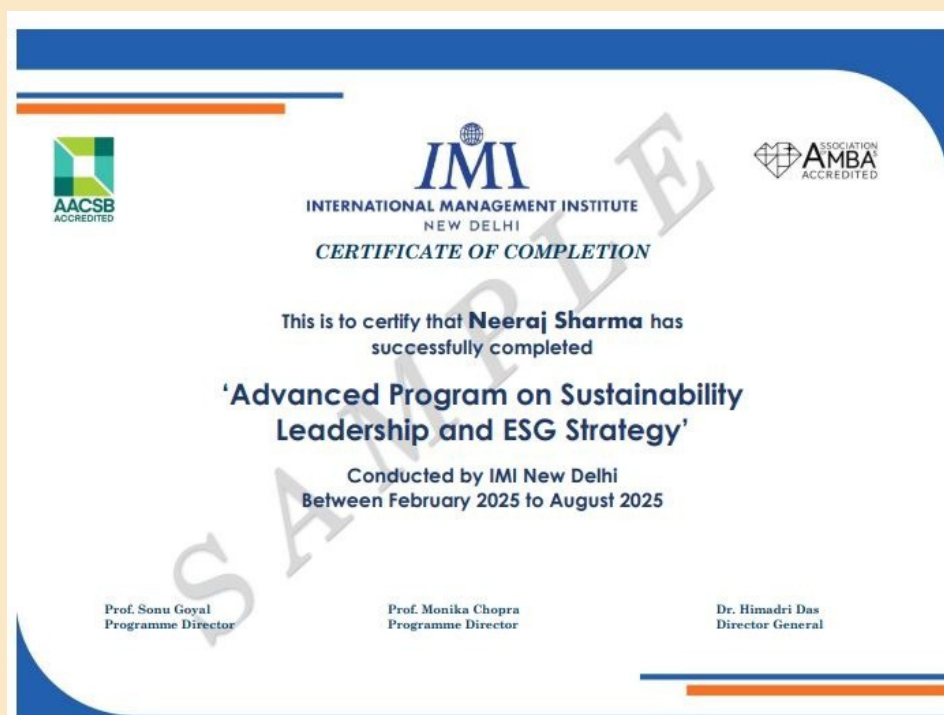 AACSB
ACCREDITED
IMI
INTERNATIONAL MANAGEMENT INSTITUTE
NEW DELHI
ASSOCIATION
AMBA'S
ACCREDITED
CERTIFICATE OF COMPLETION
This is to certify that Neeraj Sharma has
successfully completed
‘Advanced Program on Sustainability
Leadership and ESG Strategy’
Conducted by IMI New Delhi
Between February 2025 to August 2025
SAMPLE
Prof. Sonu Goyal
Programme Director
Prof. Monika Chopra
Programme Director
Dr. Himadri Das
Director General